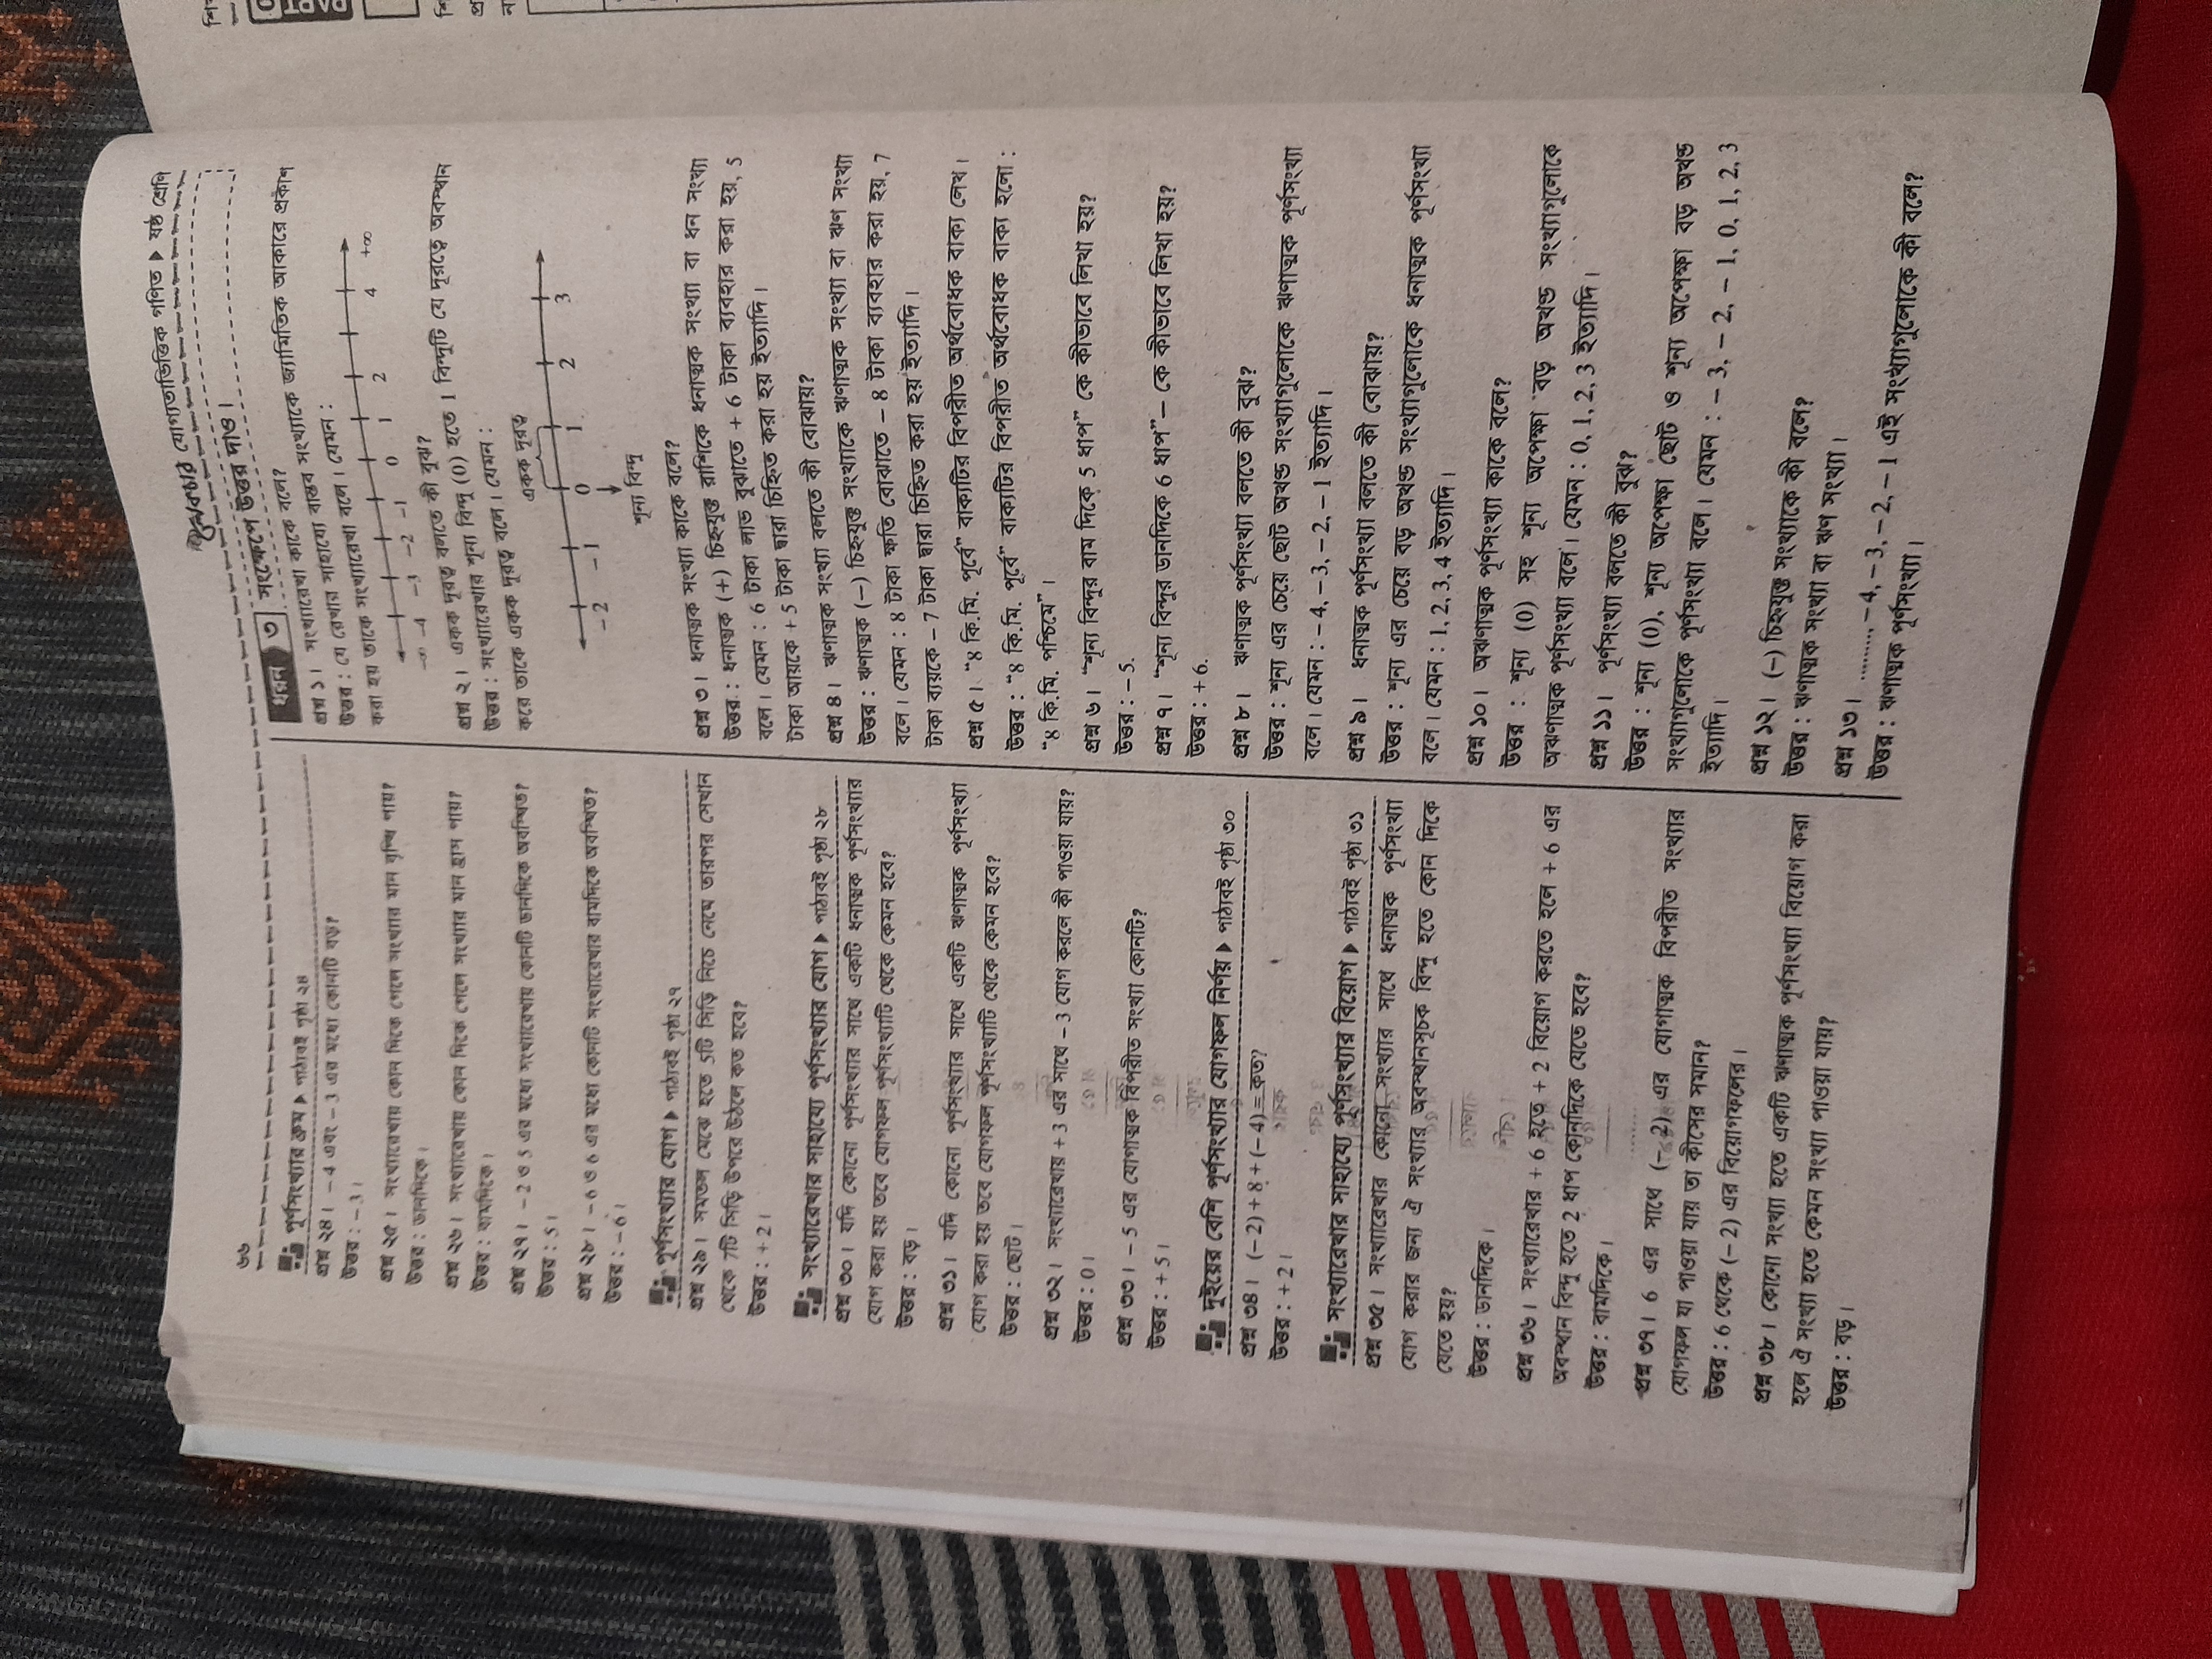 ৬৬
লেকচার যোগ্যতাভিত্তিক গণিত ▶ ষষ্ঠ শ্রেণি
পূর্ণসংখ্যার ক্রম ▶ পাঠ্যবই পৃষ্ঠা ২৪
প্রশ্ন ২৪। – 4 এবং – 3 এর মধ্যে কোনটি বড়?
উত্তর : – 3।
প্রশ্ন ২৫। সংখ্যারেখায় কোন দিকে গেলে সংখ্যার মান বৃদ্ধি পায়?
উত্তর : ডানদিকে।
প্রশ্ন ২৬। সংখ্যারেখায় কোন দিকে গেলে সংখ্যার মান হ্রাস পায়?
উত্তর : বামদিকে।
প্রশ্ন ২৭। – 2 ও 5 এর মধ্যে সংখ্যারেখায় কোনটি ডানদিকে অবস্থিত?
উত্তর : 5।
প্রশ্ন ২৮। – 6 ও 6 এর মধ্যে কোনটি সংখ্যারেখার বামদিকে অবস্থিত?
উত্তর : – 6।
পূর্ণসংখ্যার যোগ ▶ পাঠ্যবই পৃষ্ঠা ২৭
প্রশ্ন ২৯। সমতল মেঝে হতে 5টি সিড়ি নিচে নেমে তারপর সেখান
থেকে 7টি সিড়ি উপরে উঠলে কত হবে?
উত্তর : + 2।
সংখ্যারেখার সাহায্যে পূর্ণসংখ্যার যোগ ▶ পাঠ্যবই পৃষ্ঠা ২৮
প্রশ্ন ৩০। যদি কোনো পূর্ণসংখ্যার সাথে একটি ধনাত্মক পূর্ণসংখ্যার
যোগ করা হয় তবে যোগফল পূর্ণসংখ্যাটি থেকে কেমন হবে?
উত্তর : বড়।
প্রশ্ন ৩১। যদি কোনো পূর্ণসংখ্যার সাথে একটি ঋণাত্মক পূর্ণসংখ্যা
যোগ করা হয় তবে যোগফল পূর্ণসংখ্যাটি থেকে কেমন হবে?
উত্তর : ছোট।
প্রশ্ন ৩২। সংখ্যারেখায় + 3 এর সাথে – 3 যোগ করলে কী পাওয়া যায়?
উত্তর : 0।
প্রশ্ন ৩৩। – 5 এর যোগাত্মক বিপরীত সংখ্যা কোনটি?
উত্তর : + 5।
দুইয়ের বেশি পূর্ণসংখ্যার যোগফল নির্ণয় ▶ পাঠ্যবই পৃষ্ঠা ৩০
প্রশ্ন ৩৪। (– 2) + 8 + (– 4) = কত?
উত্তর : + 2।
সংখ্যারেখার সাহায্যে পূর্ণসংখ্যার বিয়োগ ▶ পাঠ্যবই পৃষ্ঠা ৩১
প্রশ্ন ৩৫। সংখ্যারেখার কোনো সংখ্যার সাথে ধনাত্মক পূর্ণসংখ্যা
যোগ করার জন্য ঐ সংখ্যার অবস্থানসূচক বিন্দু হতে কোন দিকে
যেতে হয়?
উত্তর : ডানদিকে।
প্রশ্ন ৩৬। সংখ্যারেখার + 6 হতে + 2 বিয়োগ করতে হলে + 6 এর
অবস্থান বিন্দু হতে 2 ধাপ কোনদিকে যেতে হবে?
উত্তর : বামদিকে।
প্রশ্ন ৩৭। 6 এর সাথে (– 2) এর যোগাত্মক বিপরীত সংখ্যার
যোগফল যা পাওয়া যায় তা কীসের সমান?
উত্তর : 6 থেকে (– 2) এর বিয়োগফলের।
প্রশ্ন ৩৮। কোনো সংখ্যা হতে একটি ঋণাত্মক পূর্ণসংখ্যা বিয়োগ করা
হলে ঐ সংখ্যা হতে কেমন সংখ্যা পাওয়া যায়?
উত্তর : বড়।
ধরন ৩ সংক্ষেপে উত্তর দাও।
প্রশ্ন ১। সংখ্যারেখা কাকে বলে?
উত্তর : যে রেখার সাহায্যে বাস্তব সংখ্যাকে জ্যামিতিক আকারে প্রকাশ
করা হয় তাকে সংখ্যারেখা বলে। যেমন :
–∞ –4 –3 –2 –1 0 1 2 4 +∞
প্রশ্ন ২। একক দূরত্ব বলতে কী বুঝ?
উত্তর : সংখ্যারেখার শূন্য বিন্দু (0) হতে 1 বিন্দুটি যে দূরত্বে অবস্থান
করে তাকে একক দূরত্ব বলে। যেমন :
একক দূরত্ব
– 2 – 1 0 1 2 3
শূন্য বিন্দু
প্রশ্ন ৩। ধনাত্মক সংখ্যা কাকে বলে?
উত্তর : ধনাত্মক (+) চিহ্নযুক্ত রাশিকে ধনাত্মক সংখ্যা বা ধন সংখ্যা
বলে। যেমন : 6 টাকা লাভ বুঝাতে + 6 টাকা ব্যবহার করা হয়, 5
টাকা আয়কে + 5 টাকা দ্বারা চিহ্নিত করা হয় ইত্যাদি।
প্রশ্ন ৪। ঋণাত্মক সংখ্যা বলতে কী বোঝায়?
উত্তর : ঋণাত্মক (–) চিহ্নযুক্ত সংখ্যাকে ঋণাত্মক সংখ্যা বা ঋণ সংখ্যা
বলে। যেমন : 8 টাকা ক্ষতি বোঝাতে – 8 টাকা ব্যবহার করা হয়, 7
টাকা ব্যয়কে – 7 টাকা দ্বারা চিহ্নিত করা হয় ইত্যাদি।
প্রশ্ন ৫। “8 কি.মি. পূর্বে” বাক্যটির বিপরীত অর্থবোধক বাক্য লেখ।
উত্তর : “8 কি.মি. পূর্বে” বাক্যটির বিপরীত অর্থবোধক বাক্য হলো :
“8 কি.মি. পশ্চিমে”।
প্রশ্ন ৬। “শূন্য বিন্দুর বাম দিকে 5 ধাপ” কে কীভাবে লিখা হয়?
উত্তর : – 5.
প্রশ্ন ৭। “শূন্য বিন্দুর ডানদিকে 6 ধাপ”– কে কীভাবে লিখা হয়?
উত্তর : + 6.
প্রশ্ন ৮। ঋণাত্মক পূর্ণসংখ্যা বলতে কী বুঝ?
উত্তর : শূন্য এর চেয়ে ছোট অখণ্ড সংখ্যাগুলোকে ঋণাত্মক পূর্ণসংখ্যা
বলে। যেমন : – 4, – 3, – 2, – 1 ইত্যাদি।
প্রশ্ন ৯। ধনাত্মক পূর্ণসংখ্যা বলতে কী বোঝায়?
উত্তর : শূন্য এর চেয়ে বড় অখণ্ড সংখ্যাগুলোকে ধনাত্মক পূর্ণসংখ্যা
বলে। যেমন : 1, 2, 3, 4 ইত্যাদি।
প্রশ্ন ১০। অঋণাত্মক পূর্ণসংখ্যা কাকে বলে?
উত্তর : শূন্য (0) সহ শূন্য অপেক্ষা বড় অখণ্ড সংখ্যাগুলোকে
অঋণাত্মক পূর্ণসংখ্যা বলে। যেমন : 0, 1, 2, 3 ইত্যাদি।
প্রশ্ন ১১। পূর্ণসংখ্যা বলতে কী বুঝ?
উত্তর : শূন্য (0), শূন্য অপেক্ষা ছোট ও শূন্য অপেক্ষা বড় অখণ্ড
সংখ্যাগুলোকে পূর্ণসংখ্যা বলে। যেমন : – 3, – 2, – 1, 0, 1, 2, 3
ইত্যাদি।
প্রশ্ন ১২। (–) চিহ্নযুক্ত সংখ্যাকে কী বলে?
উত্তর : ঋণাত্মক সংখ্যা বা ঋণ সংখ্যা।
প্রশ্ন ১৩। ........, – 4, – 3, – 2, – 1 এই সংখ্যাগুলোকে কী বলে?
উত্তর : ঋণাত্মক পূর্ণসংখ্যা।